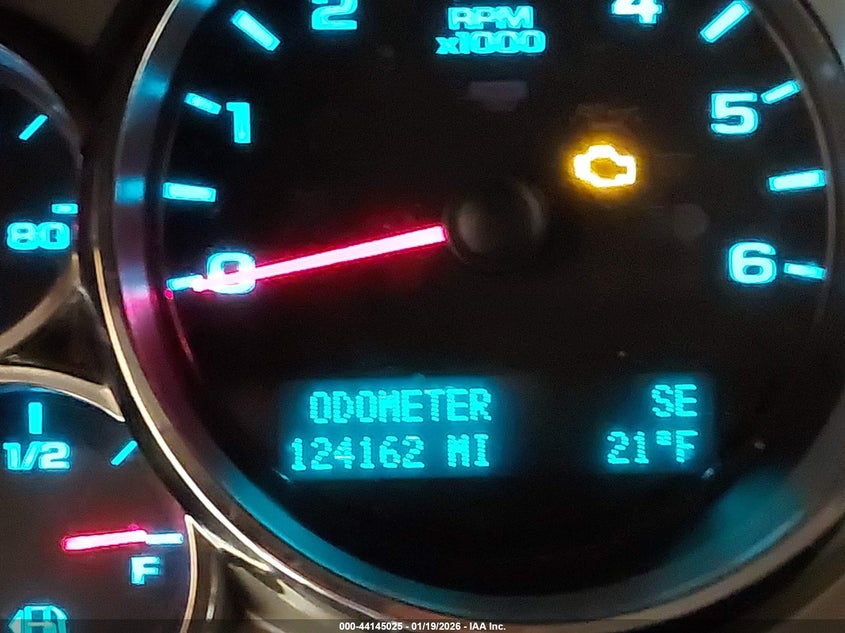 2
4
RPM
x1000
1
5
80
0
6
ODOMETER
SE
124162 MI
21°F
1/2
F
000-44145025 - 01/19/2026 - IAA Inc.